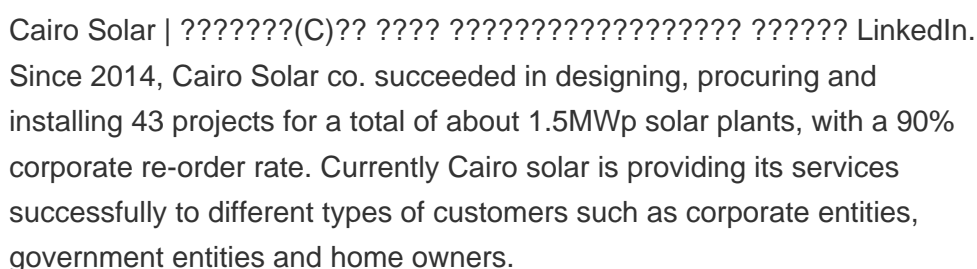 Cairo Solar | ???????(C)?? ???? ?????????????????? ?????? LinkedIn.
Since 2014, Cairo Solar co. succeeded in designing, procuring and
installing 43 projects for a total of about 1.5MWp solar plants, with a 90%
corporate re-order rate. Currently Cairo solar is providing its services
successfully to different types of customers such as corporate entities,
government entities and home owners.